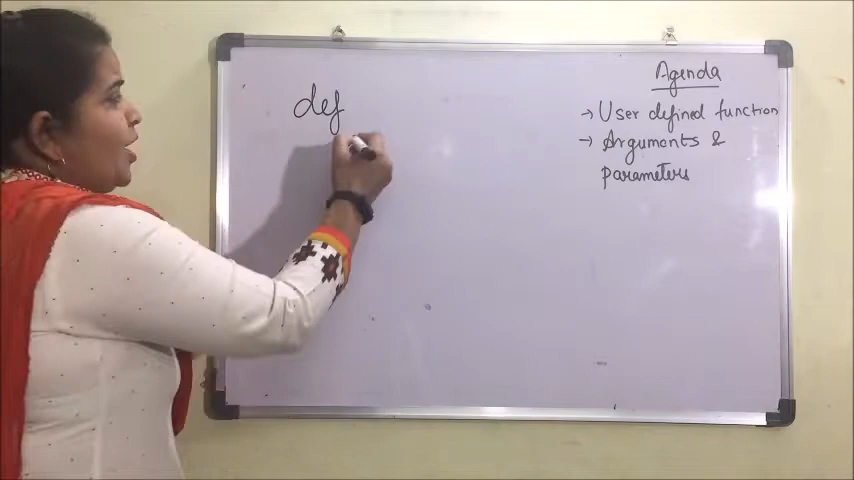 def
Agenda
→ User defined function
→ Arguments &
parameters